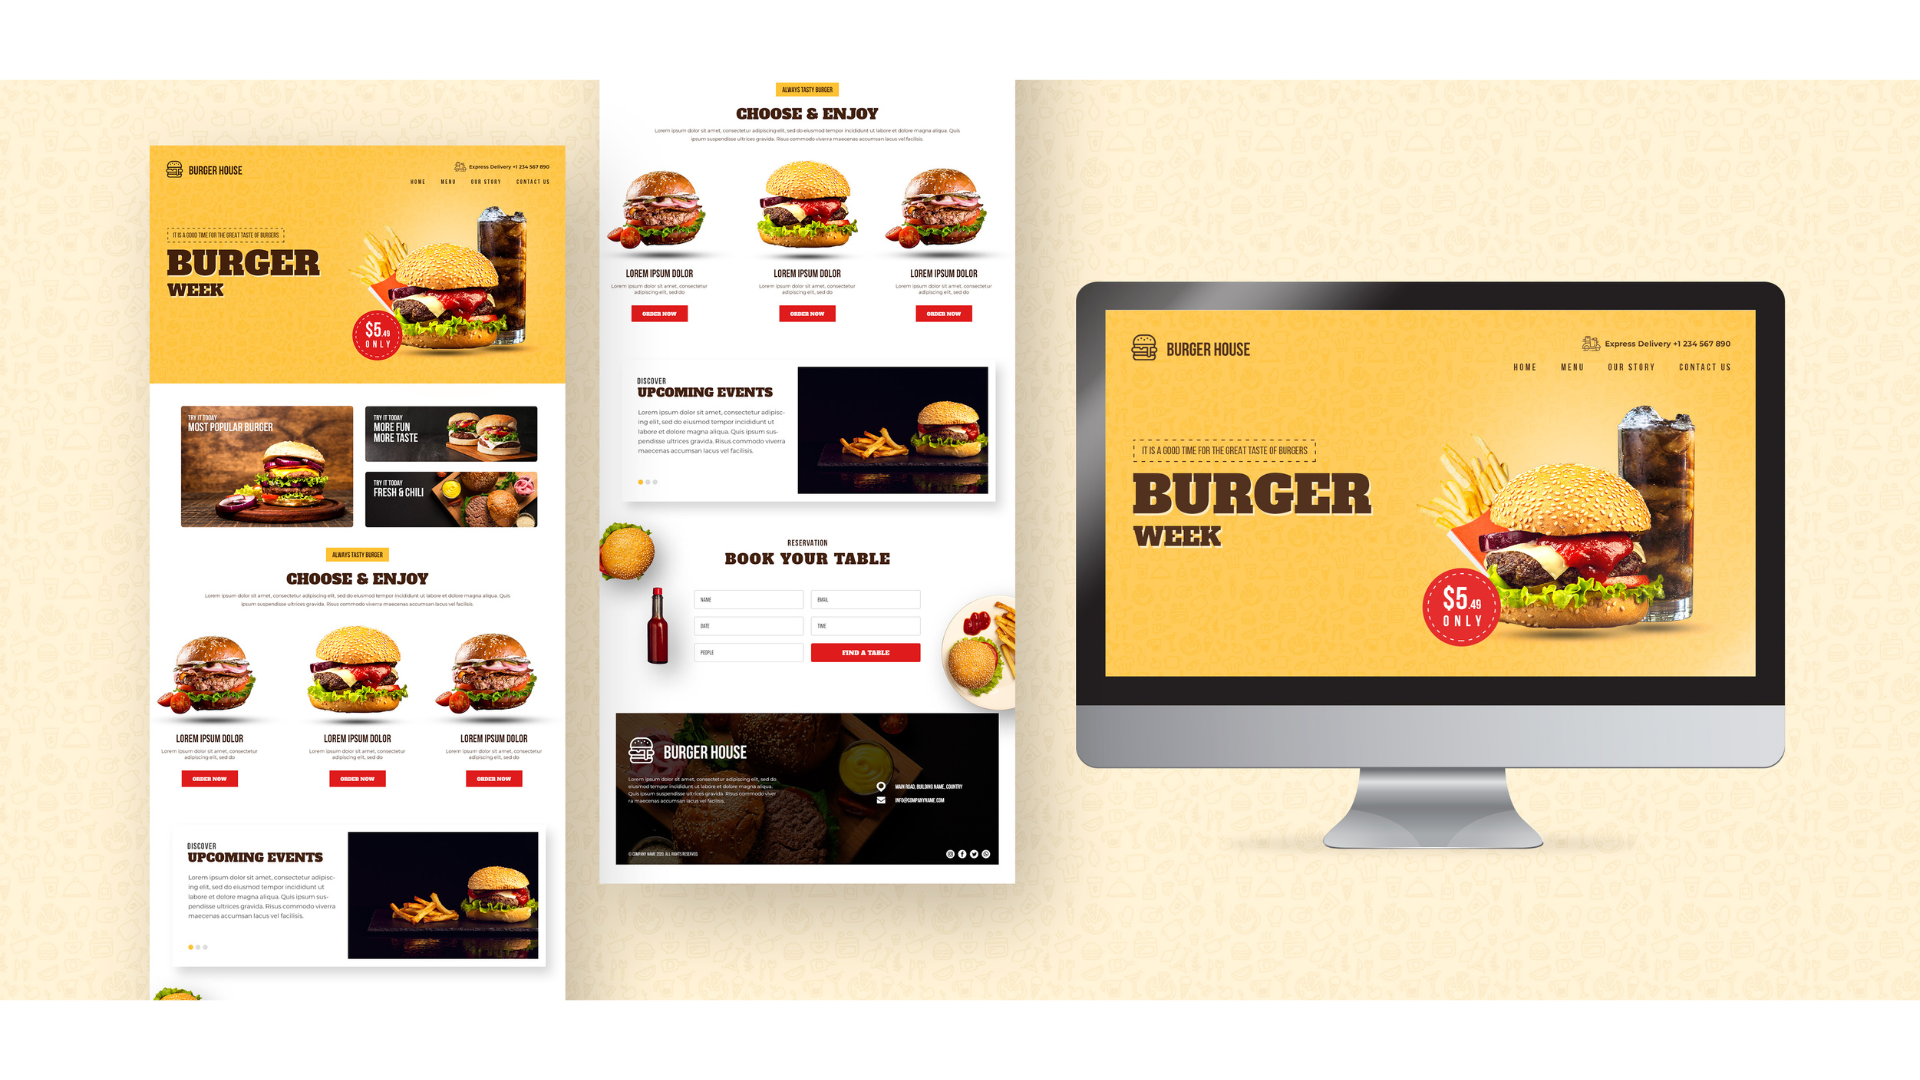 BURGER HOUSE
Express Delivery +1 234 567 890
HOME MENU OUR STORY CONTACT US
IT IS A GOOD TIME FOR THE GREAT TASTE OF BURGERS
BURGER
WEEK
$5.49
ONLY
TRY IT TODAY
MOST POPULAR BURGER
TRY IT TODAY
MORE FUN
MORE TASTE
TRY IT TODAY
FRESH & CHILI
ALWAYS TASTY BURGER
CHOOSE & ENJOY
Lorem ipsum dolor sit amet, consectetur adipiscing elit, sed do eiusmod tempor incididunt ut labore et dolore magna aliqua. Quis
ipsum suspendisse ultrices gravida. Risus commodo viverra maecenas accumsan lacus vel facilisis.
LOREM IPSUM DOLOR
Lorem ipsum dolor sit amet, consectetur
adipiscing elit, sed do
ORDER NOW
LOREM IPSUM DOLOR
Lorem ipsum dolor sit amet, consectetur
adipiscing elit, sed do
ORDER NOW
LOREM IPSUM DOLOR
Lorem ipsum dolor sit amet, consectetur
adipiscing elit, sed do
ORDER NOW
DISCOVER
UPCOMING EVENTS
Lorem ipsum dolor sit amet, consectetur adipisc-
ing elit, sed do eiusmod tempor incididunt ut
labore et dolore magna aliqua. Quis ipsum sus-
pendisse ultrices gravida. Risus commodo viverra
maecenas accumsan lacus vel facilisis.
ALWAYS TASTY BURGER
CHOOSE & ENJOY
Lorem ipsum dolor sit amet, consectetur adipiscing elit, sed do eiusmod tempor incididunt ut labore et dolore magna aliqua. Quis
ipsum suspendisse ultrices gravida. Risus commodo viverra maecenas accumsan lacus vel facilisis.
LOREM IPSUM DOLOR
Lorem ipsum dolor sit amet, consectetur
adipiscing elit, sed do
ORDER NOW
LOREM IPSUM DOLOR
Lorem ipsum dolor sit amet, consectetur
adipiscing elit, sed do
ORDER NOW
LOREM IPSUM DOLOR
Lorem ipsum dolor sit amet, consectetur
adipiscing elit, sed do
ORDER NOW
DISCOVER
UPCOMING EVENTS
Lorem ipsum dolor sit amet, consectetur adipisc-
ing elit, sed do eiusmod tempor incididunt ut
labore et dolore magna aliqua. Quis ipsum sus-
pendisse ultrices gravida. Risus commodo viverra
maecenas accumsan lacus vel facilisis.
RESERVATION
BOOK YOUR TABLE
NAME
EMAIL
DATE
TIME
PEOPLE
FIND A TABLE
BURGER HOUSE
Lorem ipsum dolor sit amet, consectetur adipiscing elit, sed do
eiusmod tempor incididunt ut labore et dolore magna aliqua.
Quis ipsum suspendisse ultrices gravida. Risus commodo viver
ra maecenas accumsan lacus vel facilisis.
MAIN ROAD, BUILDING NAME, COUNTRY
INFO@COMPANYNAME.COM
© COMPANY NAME 2020. ALL RIGHTS RESERVED.
BURGER HOUSE
Express Delivery +1 234 567 890
HOME MENU OUR STORY CONTACT US
IT IS A GOOD TIME FOR THE GREAT TASTE OF BURGERS
BURGER
WEEK
$5.49
ONLY